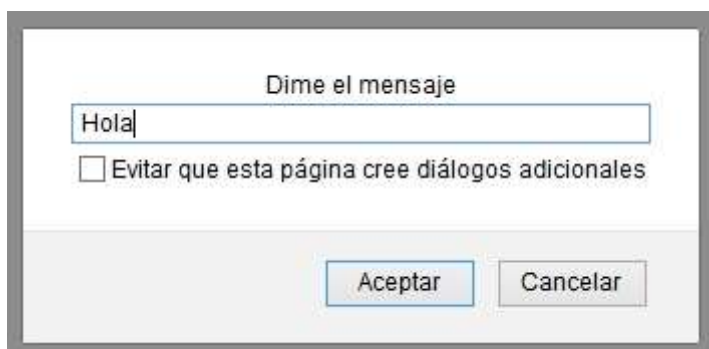 Dime el mensaje
Hola
Evitar que esta página cree diálogos adicionales
Aceptar Cancelar